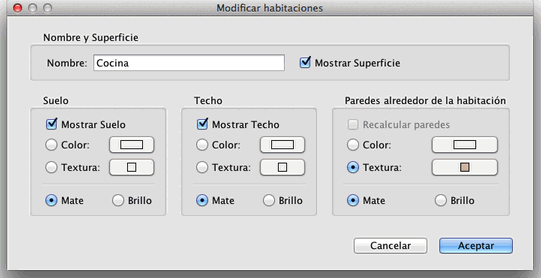 Modificar habitaciones
Nombre y Superficie
Nombre: Cocina Mostrar Superficie
Suelo Techo Paredes alrededor de la habitación
Mostrar Suelo Mostrar Techo Recalcular paredes
Color: Color: Color:
Textura: Textura: Textura:
Mate Brillo Mate Brillo Mate Brillo
Cancelar Aceptar